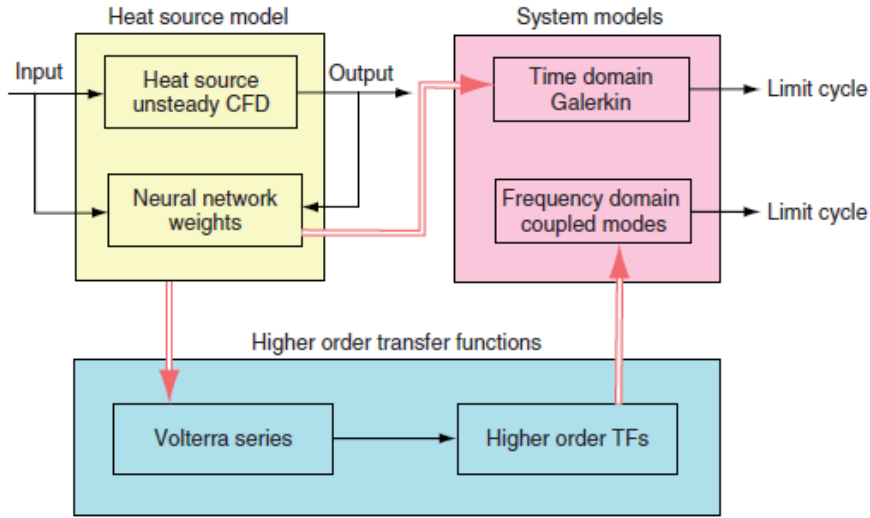 Heat source model
System models
Input
Heat source
unsteady CFD
Output
Time domain
Galerkin
Limit cycle
Neural network
weights
Frequency domain
coupled modes
Limit cycle
Higher order transfer functions
Volterra series
Higher order TFs